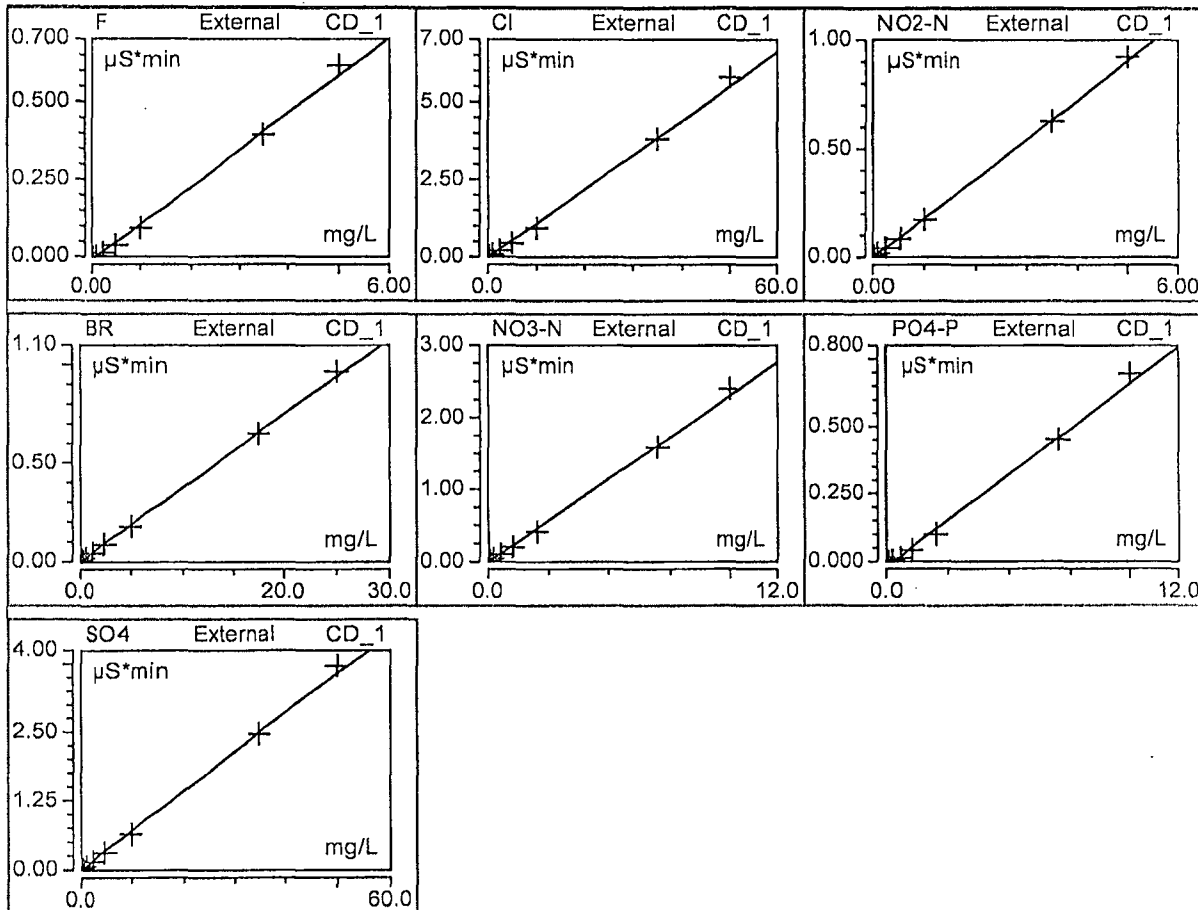 F External CD_1
0.700
µS*min
0.500
0.250
mg/L
0.000
0.00 6.00
Cl External CD_1
7.00
µS*min
5.00
2.50
mg/L
0.00
0.0 60.0
NO2-N External CD_1
1.00
µS*min
0.50
mg/L
0.00
0.00 6.00
BR External CD_1
1.10
µS*min
0.50
mg/L
0.00
0.0 20.0 30.0
NO3-N External CD_1
3.00
µS*min
2.00
1.00
mg/L
0.00
0.0 12.0
PO4-P External CD_1
0.800
µS*min
0.500
0.250
mg/L
0.000
0.0 12.0
SO4 External CD_1
4.00
µS*min
2.50
1.25
mg/L
0.00
0.0 60.0